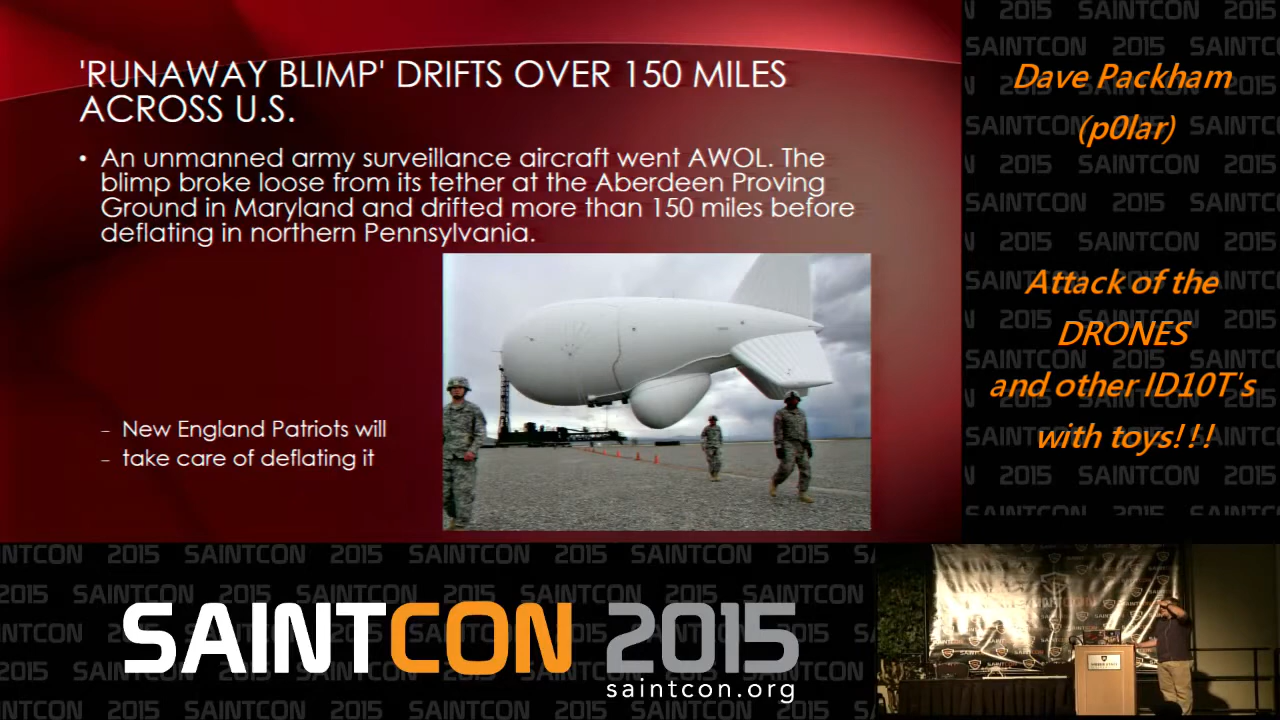 'RUNAWAY BLIMP' DRIFTS OVER 150 MILES
ACROSS U.S.
• An unmanned army surveillance aircraft went AWOL. The
blimp broke loose from its tether at the Aberdeen Proving
Ground in Maryland and drifted more than 150 miles before
deflating in northern Pennsylvania.
– New England Patriots will
– take care of deflating it
Dave Packham
(p0lar)
Attack of the
DRONES
and other ID10T's
with toys!!!
SAINTCON 2015
saintcon.org